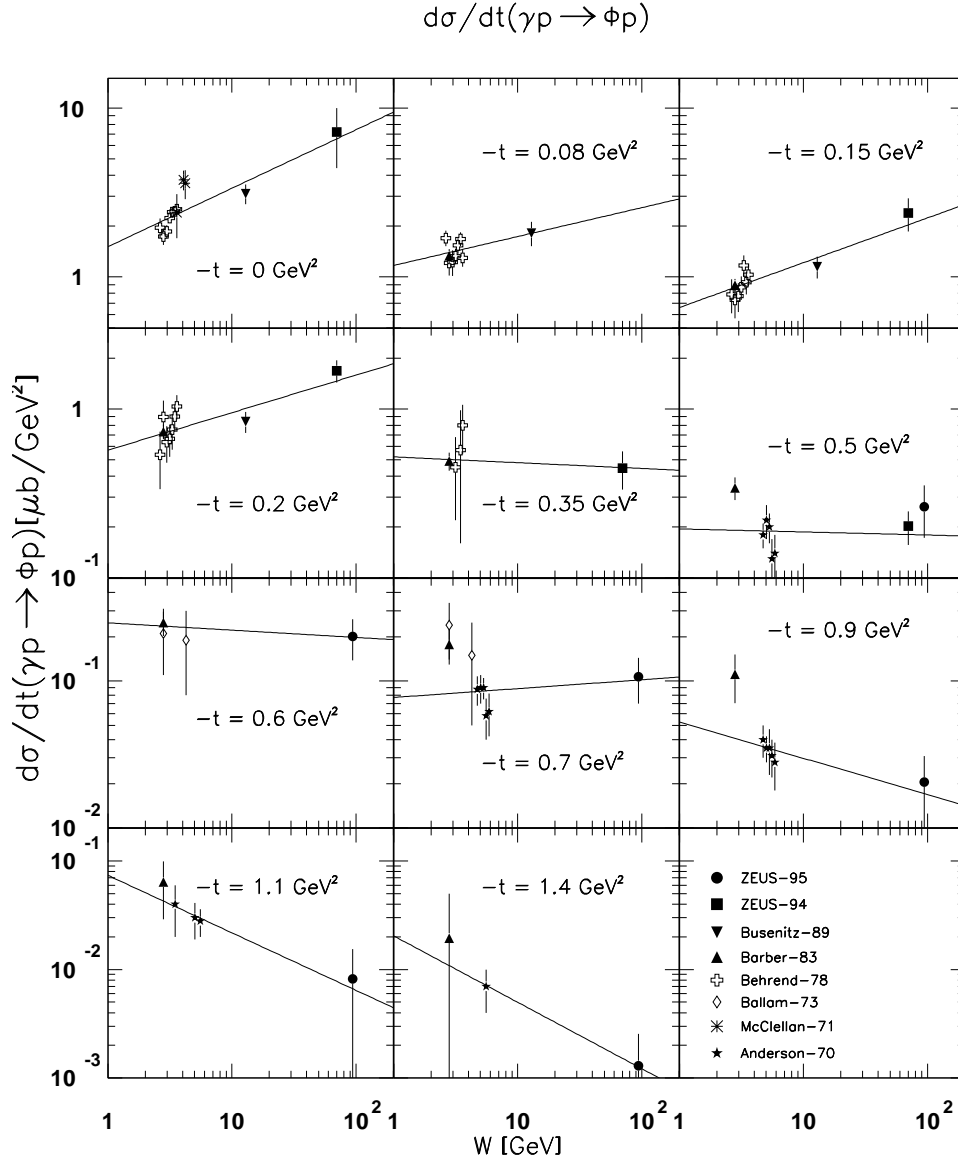 dσ/dt(γp → Φp)
dσ/dt(γp → Φp)[μb/GeV²]
10
1
−t = 0 GeV²
−t = 0.08 GeV²
−t = 0.15 GeV²
1
10⁻¹
−t = 0.2 GeV²
−t = 0.35 GeV²
−t = 0.5 GeV²
10⁻¹
10⁻²
−t = 0.6 GeV²
−t = 0.7 GeV²
−t = 0.9 GeV²
10⁻¹
10⁻²
10⁻³
−t = 1.1 GeV²
−t = 1.4 GeV²
ZEUS−95
ZEUS−94
Busenitz−89
Barber−83
Behrend−78
Ballam−73
McClellan−71
Anderson−70
1 10 10² 1 10 10² 1 10 10²
W [GeV]